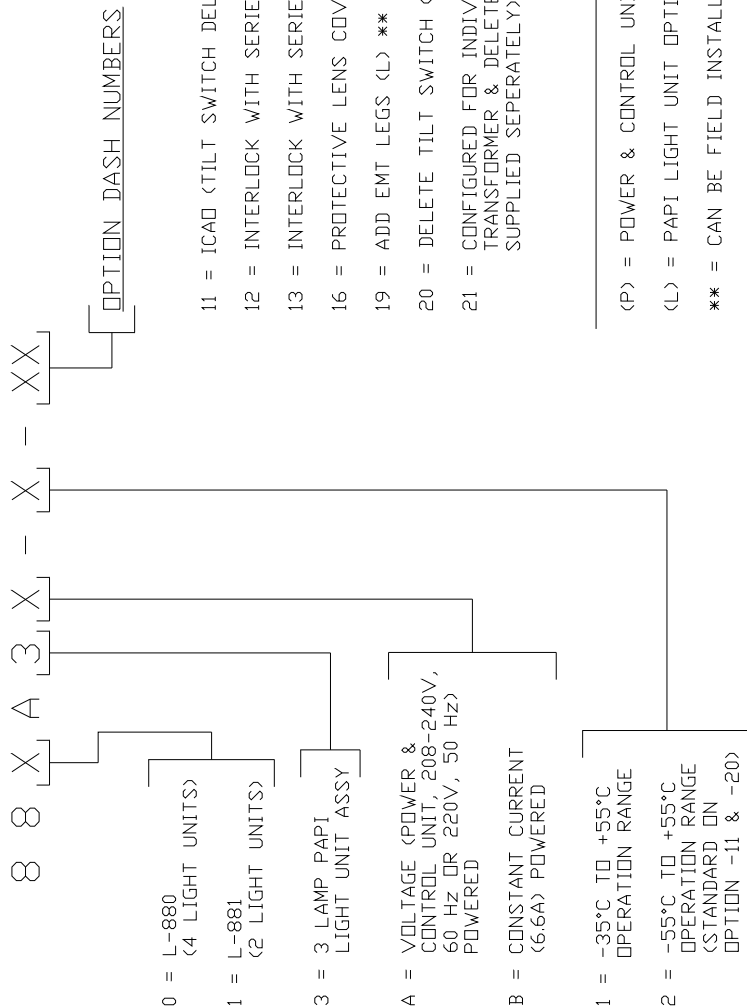 8 8 X A 3 X - X - XX
0 = L-880
(4 LIGHT UNITS)
1 = L-881
(2 LIGHT UNITS)
3 = 3 LAMP PAPI
LIGHT UNIT ASSY
A = VOLTAGE (POWER &
CONTROL UNIT, 208-240V,
60 Hz OR 220V, 50 Hz)
POWERED
B = CONSTANT CURRENT
(6.6A) POWERED
1 = -35°C TO +55°C
OPERATION RANGE
2 = -55°C TO +55°C
OPERATION RANGE
(STANDARD ON
OPTION -11 & -20)
OPTION DASH NUMBERS
11 = ICAO (TILT SWITCH DEL
12 = INTERLOCK WITH SERIE
13 = INTERLOCK WITH SERIE
16 = PROTECTIVE LENS COV
19 = ADD EMT LEGS (L) **
20 = DELETE TILT SWITCH (
21 = CONFIGURED FOR INDIV
TRANSFORMER & DELETE
SUPPLIED SEPERATELY)
(P) = POWER & CONTROL UNI
(L) = PAPI LIGHT UNIT OPTI
** = CAN BE FIELD INSTALL